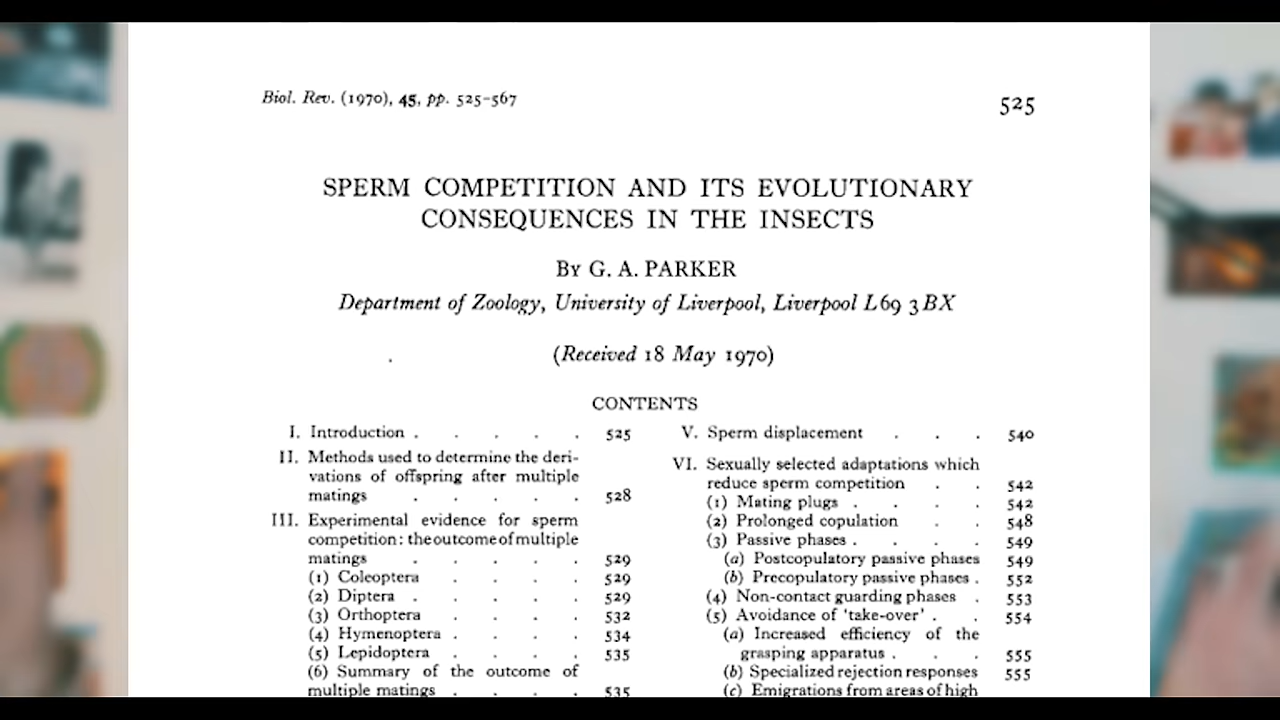 Biol. Rev. (1970), 45, pp. 525-567
525
SPERM COMPETITION AND ITS EVOLUTIONARY
CONSEQUENCES IN THE INSECTS
By G. A. PARKER
Department of Zoology, University of Liverpool, Liverpool L69 3BX
(Received 18 May 1970)
CONTENTS
I. Introduction . . . . . 525
II. Methods used to determine the deri-
vations of offspring after multiple
matings . . . . . 528
III. Experimental evidence for sperm
competition: the outcome of multiple
matings . . . . . 529
(1) Coleoptera . . . . 529
(2) Diptera . . . . . 529
(3) Orthoptera . . . . 532
(4) Hymenoptera . . . . 534
(5) Lepidoptera . . . . 535
(6) Summary of the outcome of
multiple matings . . . . 535
V. Sperm displacement . . . 540
VI. Sexually selected adaptations which
reduce sperm competition . . 542
(1) Mating plugs . . . . 542
(2) Prolonged copulation . . 548
(3) Passive phases . . . . 549
(a) Postcopulatory passive phases 549
(b) Precopulatory passive phases . 552
(4) Non-contact guarding phases . 553
(5) Avoidance of 'take-over' . . 554
(a) Increased efficiency of the
grasping apparatus . . . 555
(b) Specialized rejection responses 555
(c) Emigrations from areas of high